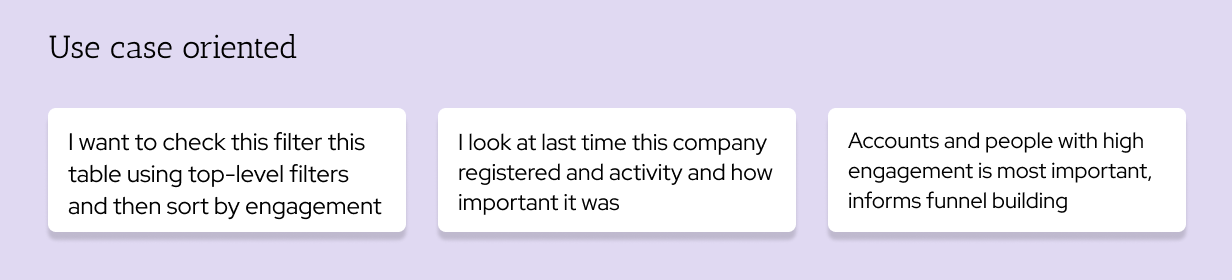 Use case oriented
I want to check this filter this
table using top-level filters
and then sort by engagement
I look at last time this company
registered and activity and how
important it was
Accounts and people with high
engagement is most important,
informs funnel building